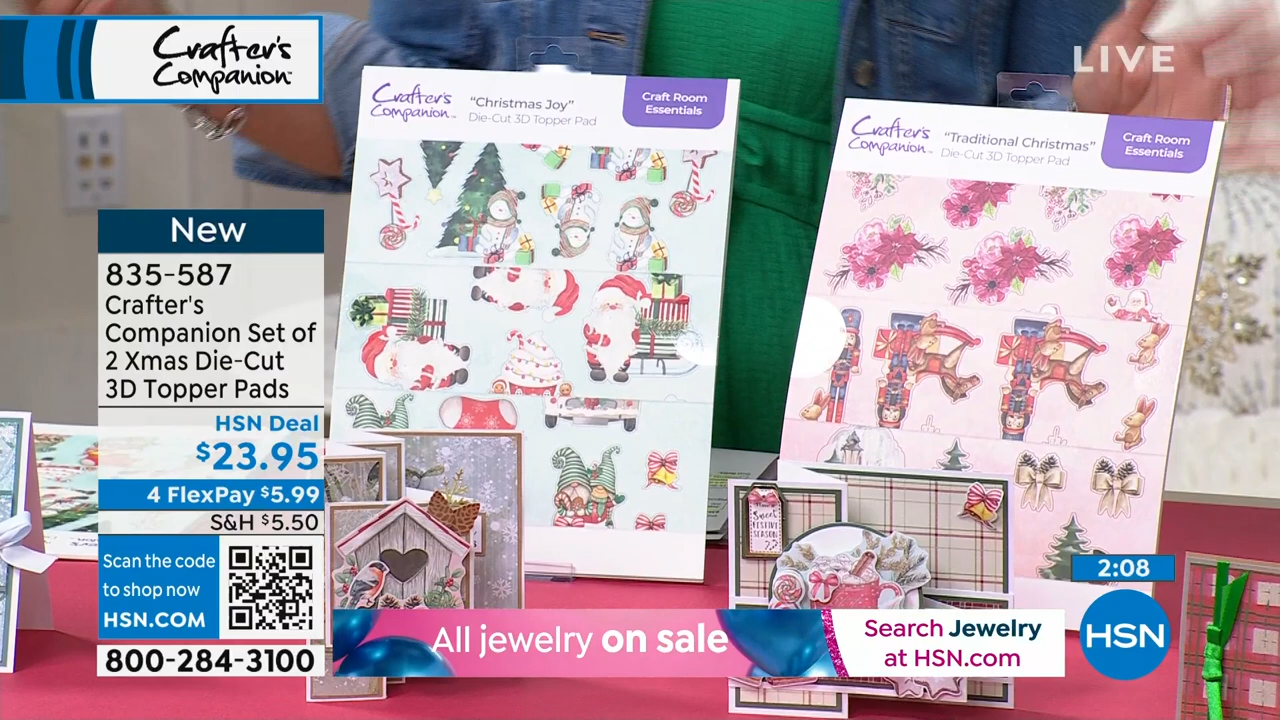 Crafter's
Companion
LIVE
Crafter's
Companion
"Christmas Joy"
Die-Cut 3D Topper Pad
Craft Room
Essentials
Crafter's
Companion
"Traditional Christmas"
Die-Cut 3D Topper Pad
Craft Room
Essentials
New
835-587
Crafter's
Companion Set of
2 Xmas Die-Cut
3D Topper Pads
HSN Deal
$23.95
4 FlexPay $5.99
S&H $5.50
Scan the code
to shop now
HSN.COM
800-284-3100
SWEET
FESTIVE
SEASON
All jewelry on sale
Search Jewelry
at HSN.com
2:08
HSN